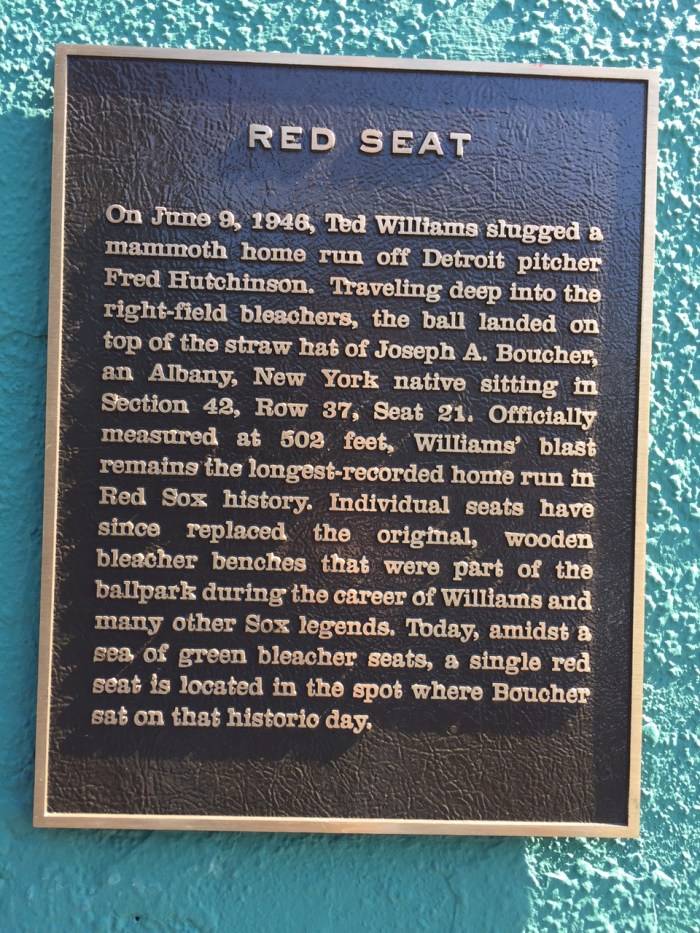 RED SEAT
On June 9, 1946, Ted Williams slugged a
mammoth home run off Detroit pitcher
Fred Hutchinson. Traveling deep into the
right-field bleachers, the ball landed on
top of the straw hat of Joseph A. Boucher,
an Albany, New York native sitting in
Section 42, Row 37, Seat 21. Officially
measured at 502 feet, Williams' blast
remains the longest-recorded home run in
Red Sox history. Individual seats have
since replaced the original, wooden
bleacher benches that were part of the
ballpark during the career of Williams and
many other Sox legends. Today, amidst a
sea of green bleacher seats, a single red
seat is located in the spot where Boucher
sat on that historic day.